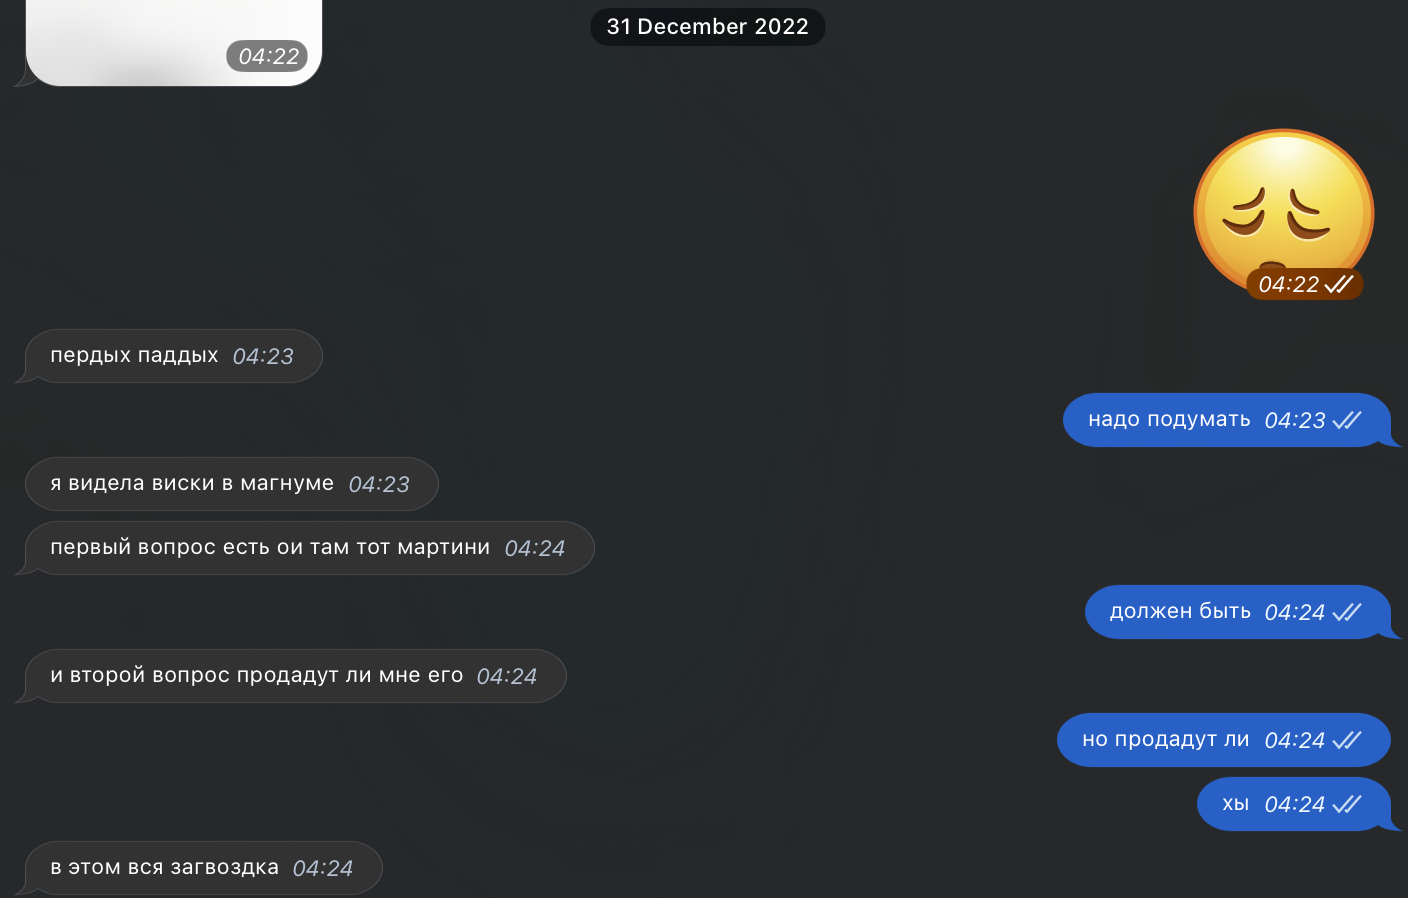 31 December 2022
04:22
04:22
пердых паддых 04:23
надо подумать 04:23
я видела виски в магнуме 04:23
первый вопрос есть ои там тот мартини 04:24
должен быть 04:24
и второй вопрос продадут ли мне его 04:24
но продадут ли 04:24
хы 04:24
в этом вся загвоздка 04:24